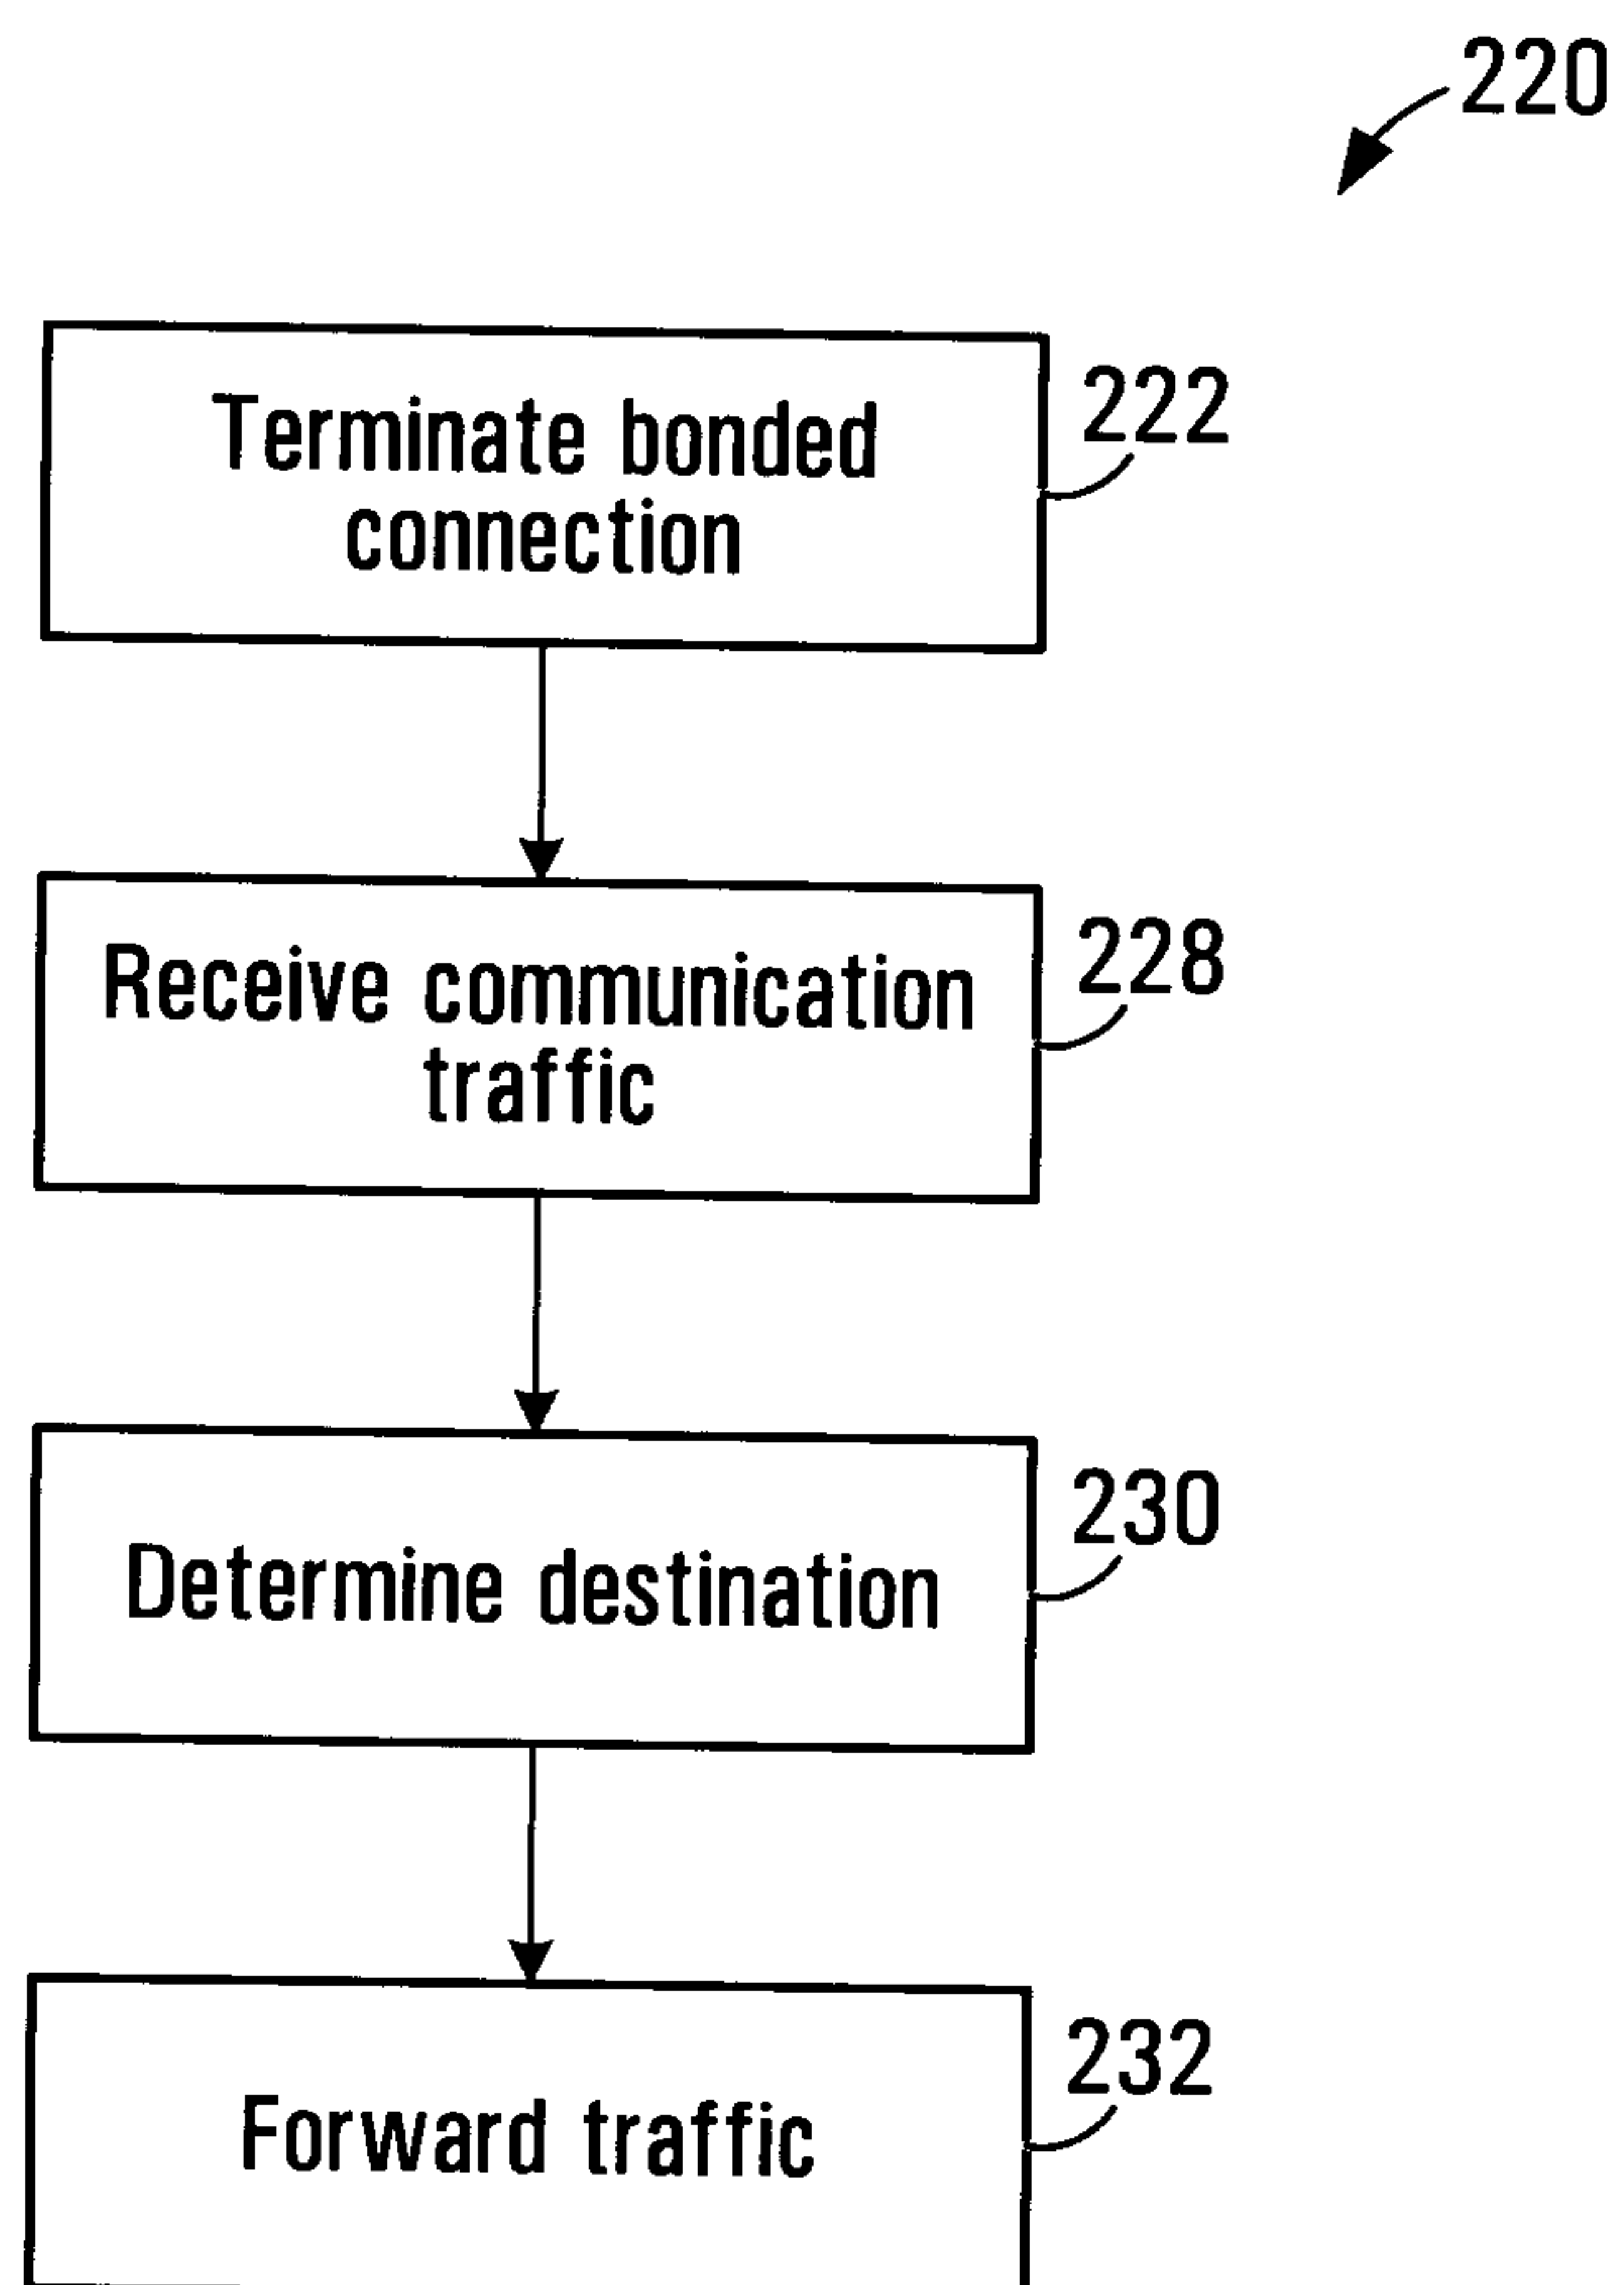 220
Terminate bonded
connection
222
Receive communication
traffic
228
Determine destination
230
Forward traffic
232